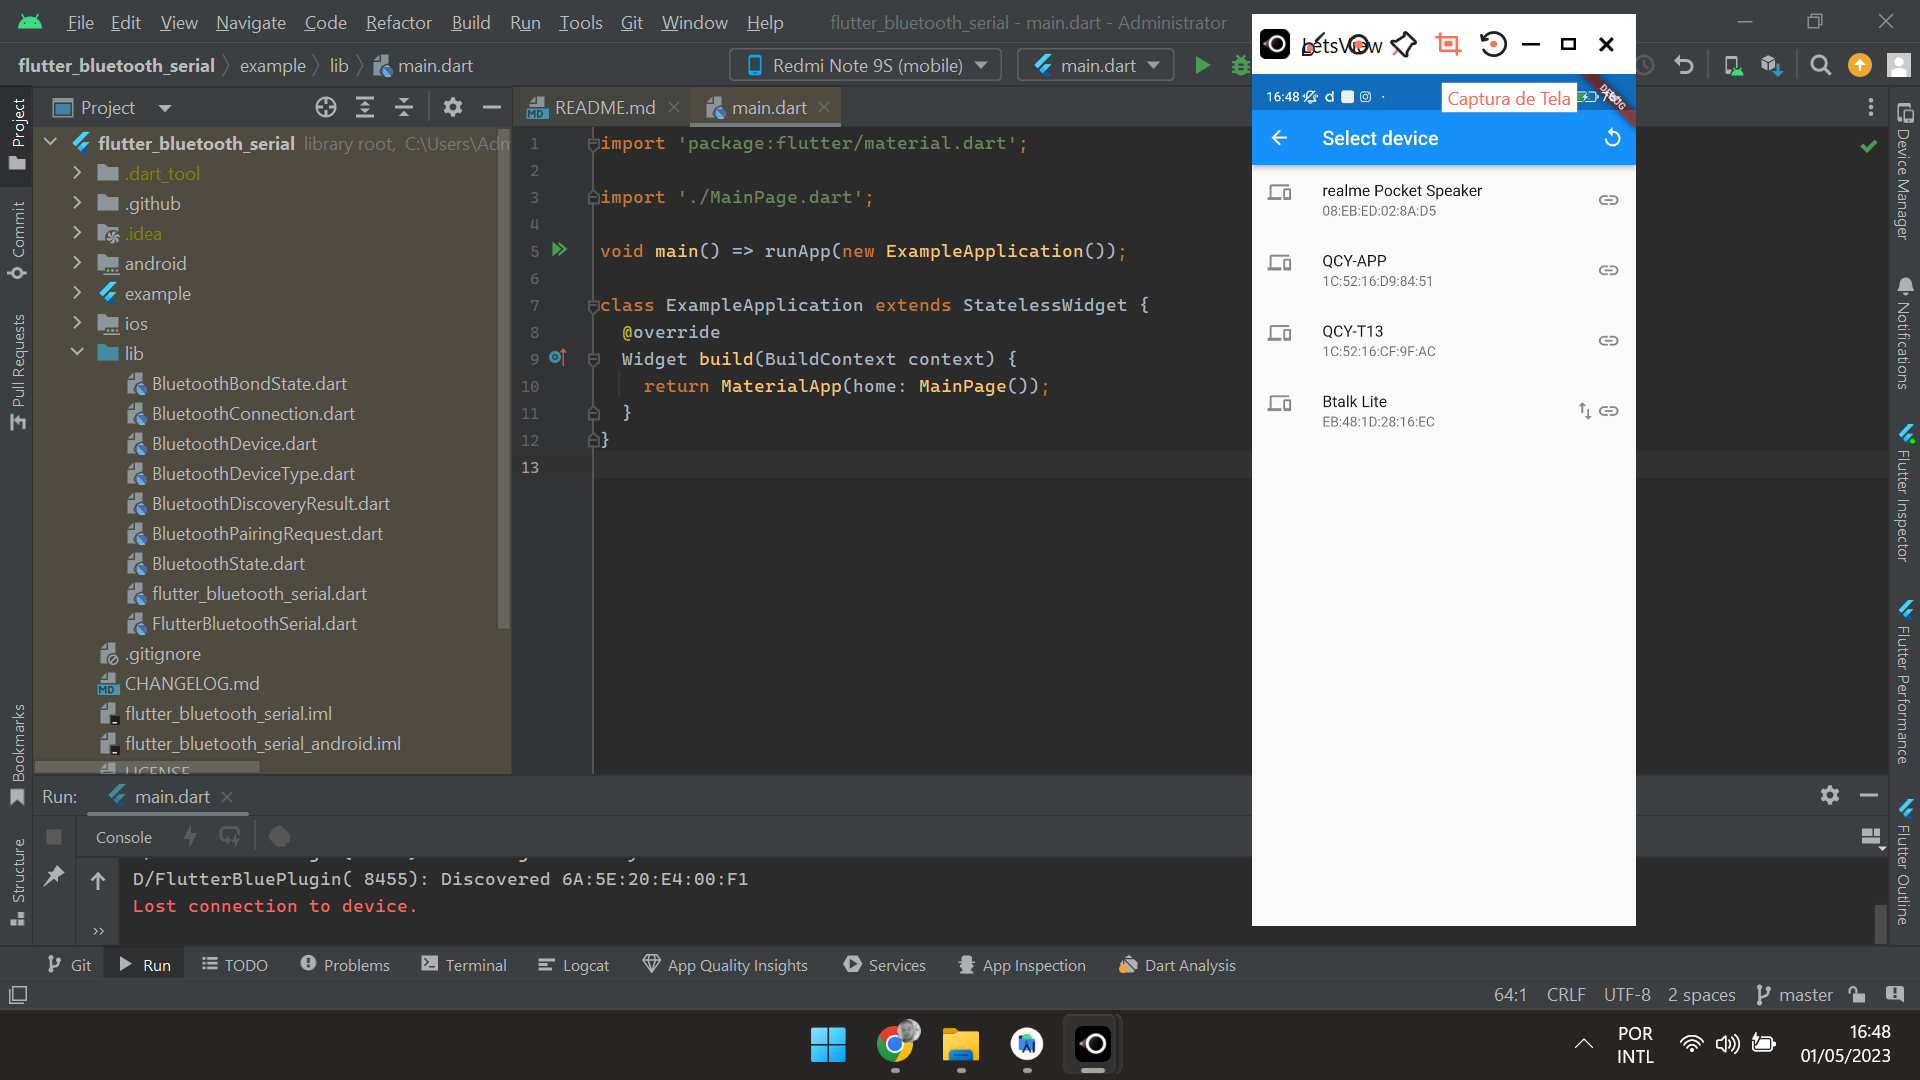 File Edit View Navigate Code Refactor Build Run Tools Git Window Help flutter_bluetooth_serial - main.dart - Administrator
flutter_bluetooth_serial example lib main.dart Redmi Note 9S (mobile) main.dart
Project
README.md main.dart
flutter_bluetooth_serial library root, C:\Users\Adm
.dart_tool
.github
.idea
android
example
ios
lib
BluetoothBondState.dart
BluetoothConnection.dart
BluetoothDevice.dart
BluetoothDeviceType.dart
BluetoothDiscoveryResult.dart
BluetoothPairingRequest.dart
BluetoothState.dart
flutter_bluetooth_serial.dart
FlutterBluetoothSerial.dart
.gitignore
CHANGELOG.md
flutter_bluetooth_serial.iml
flutter_bluetooth_serial_android.iml
LICENSE
Project
Commit
Pull Requests
Bookmarks
Structure
1 import 'package:flutter/material.dart';
2
3 import './MainPage.dart';
4
5 void main() => runApp(new ExampleApplication());
6
7 class ExampleApplication extends StatelessWidget {
8 @override
9 Widget build(BuildContext context) {
10 return MaterialApp(home: MainPage());
11 }
12 }
13
LetsView
16:48
Captura de Tela
DEBUG
Select device
realme Pocket Speaker
08:EB:ED:02:8A:D5
QCY-APP
1C:52:16:D9:84:51
QCY-T13
1C:52:16:CF:9F:AC
Btalk Lite
EB:48:1D:28:16:EC
Device Manager
Notifications
Flutter Inspector
Flutter Performance
Flutter Outline
Run: main.dart
Console
D/FlutterBluePlugin( 8455): Discovered 6A:5E:20:E4:00:F1
Lost connection to device.
Git Run TODO Problems Terminal Logcat App Quality Insights Services App Inspection Dart Analysis
64:1 CRLF UTF-8 2 spaces master
POR
INTL
16:48
01/05/2023